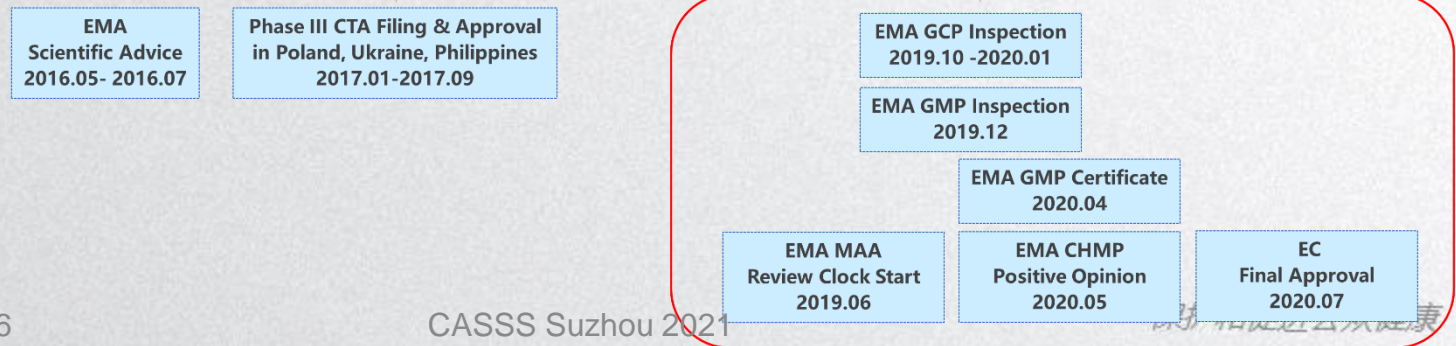 EMA
Scientific Advice
2016.05- 2016.07
Phase III CTA Filing & Approval
in Poland, Ukraine, Philippines
2017.01-2017.09
EMA GCP Inspection
2019.10 -2020.01
EMA GMP Inspection
2019.12
EMA GMP Certificate
2020.04
EMA MAA
Review Clock Start
2019.06
EMA CHMP
Positive Opinion
2020.05
EC
Final Approval
2020.07
6
CASSS Suzhou 2021